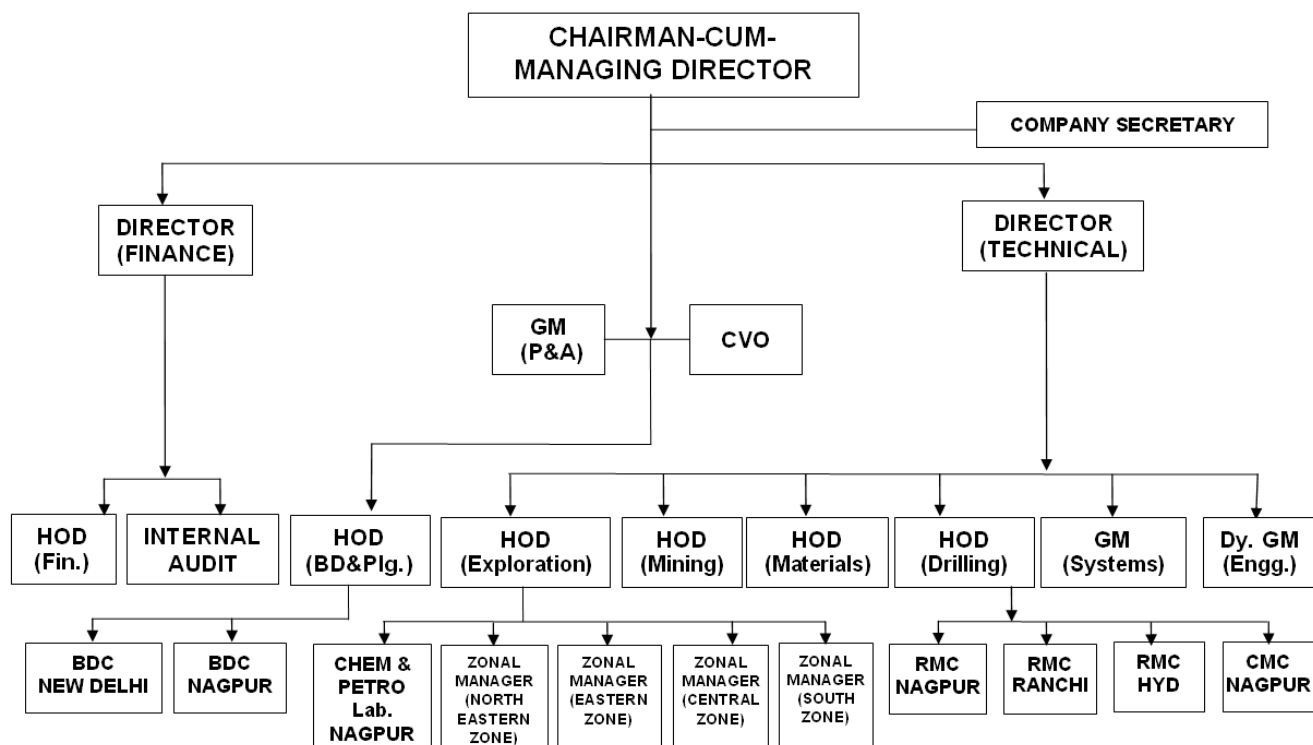 CHAIRMAN-CUM-
MANAGING DIRECTOR
COMPANY SECRETARY
DIRECTOR
(FINANCE)
DIRECTOR
(TECHNICAL)
GM
(P&A)
CVO
HOD
(Fin.)
INTERNAL
AUDIT
HOD
(BD&Plg.)
HOD
(Exploration)
HOD
(Mining)
HOD
(Materials)
HOD
(Drilling)
GM
(Systems)
Dy. GM
(Engg.)
BDC
NEW DELHI
BDC
NAGPUR
CHEM &
PETRO
Lab.
NAGPUR
ZONAL
MANAGER
(NORTH
EASTERN
ZONE)
ZONAL
MANAGER
(EASTERN
ZONE)
ZONAL
MANAGER
(CENTRAL
ZONE)
ZONAL
MANAGER
(SOUTH
ZONE)
RMC
NAGPUR
RMC
RANCHI
RMC
HYD
CMC
NAGPUR